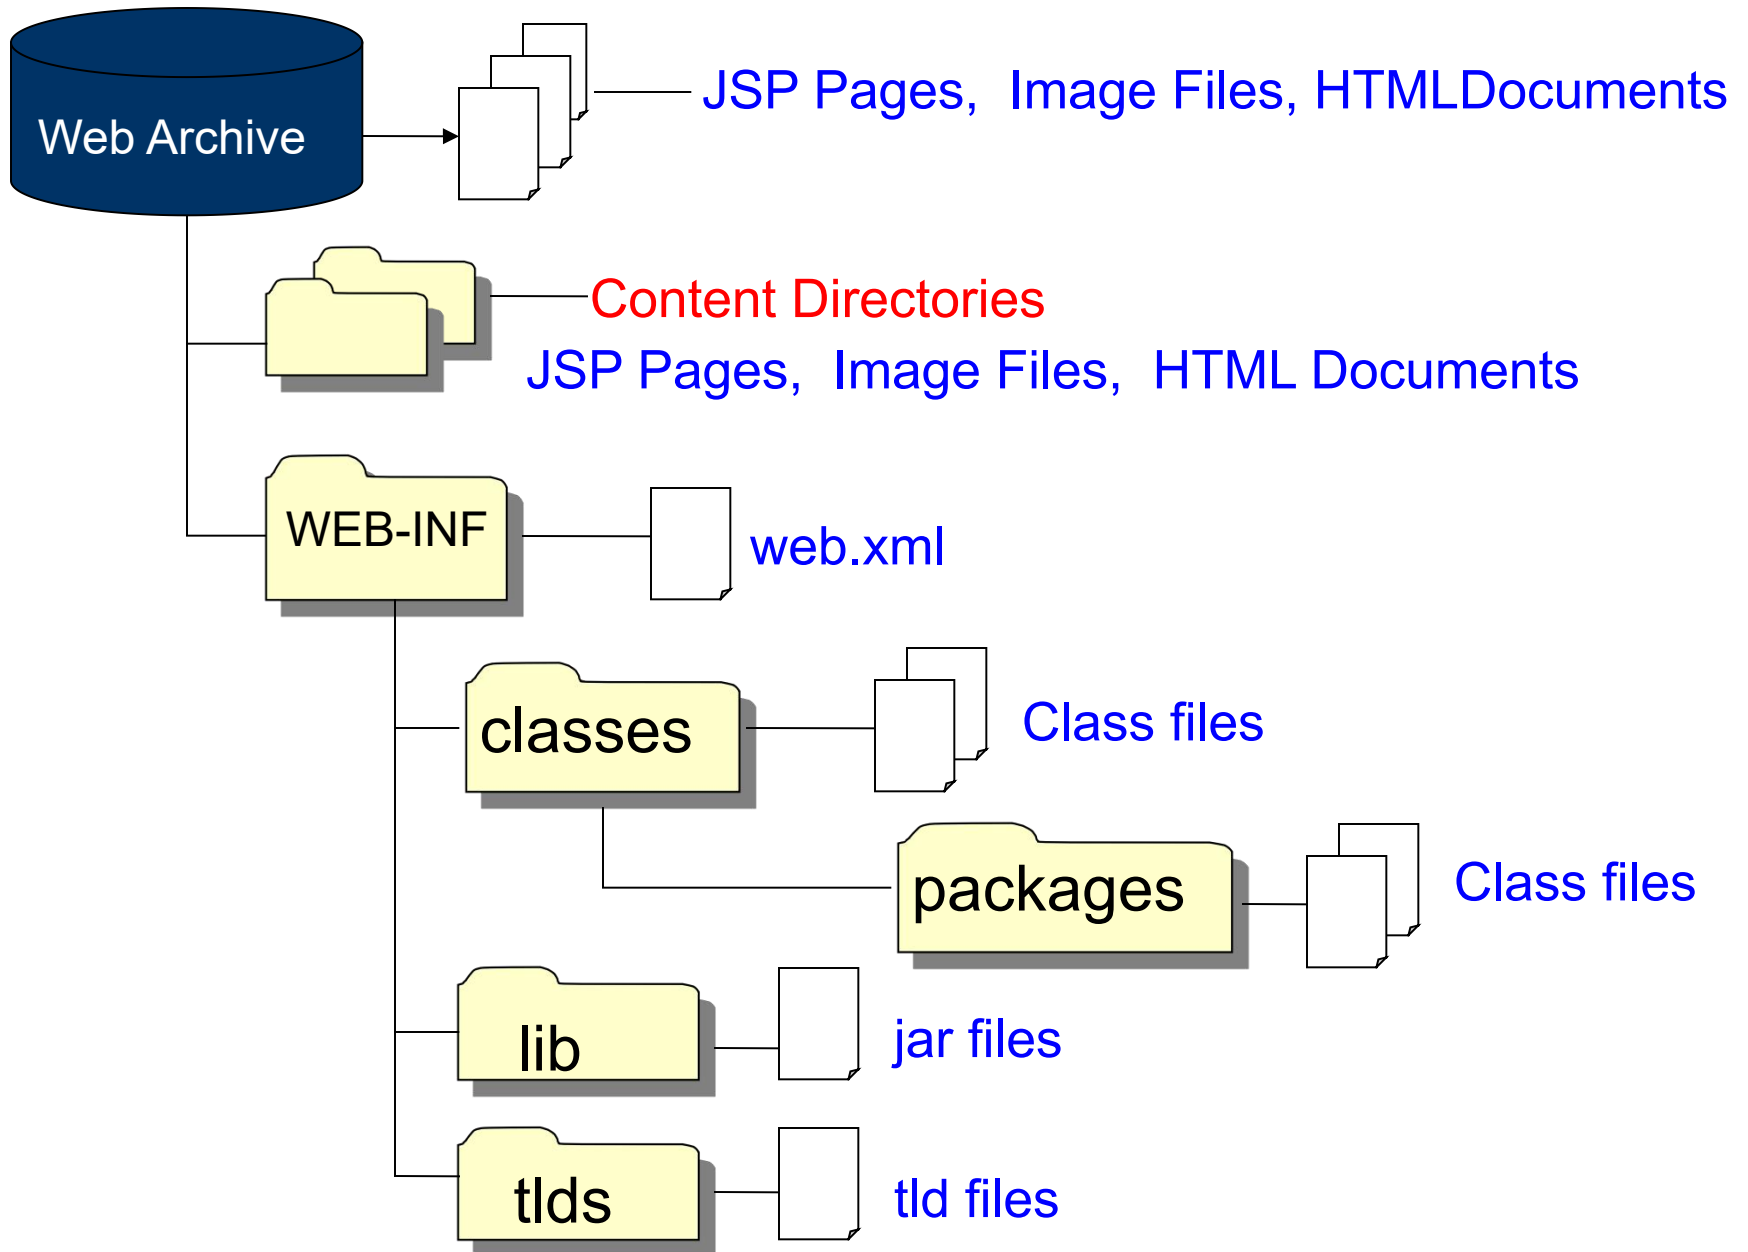 Web Archive
JSP Pages, Image Files, HTMLDocuments
Content Directories
JSP Pages, Image Files, HTML Documents
WEB-INF
web.xml
classes
Class files
packages
Class files
lib
jar files
tlds
tld files